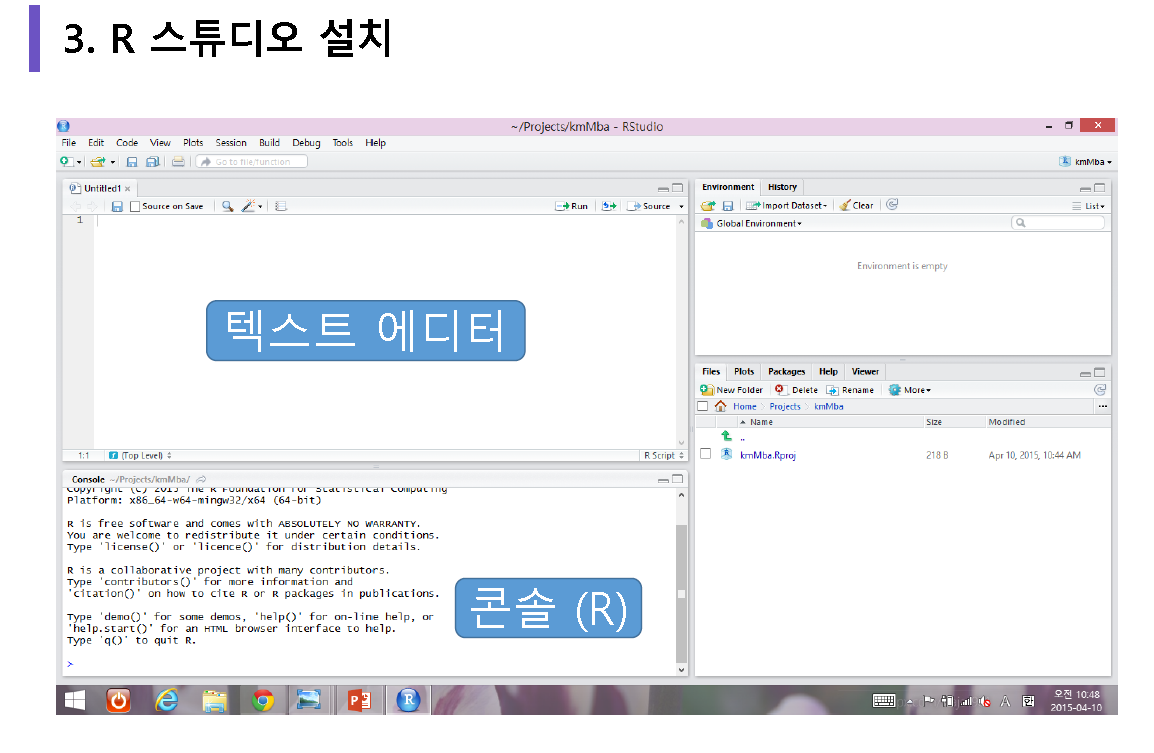 3. R 스튜디오 설치
~/Projects/kmMba - RStudio
File Edit Code View Plots Session Build Debug Tools Help
Go to file/function
kmMba
Untitled1
Source on Save
Run
Source
1
텍스트 에디터
1:1 (Top Level) R Script
Console ~/Projects/kmMba/
Copyright (C) 2015 The R Foundation for Statistical Computing
Platform: x86_64-w64-mingw32/x64 (64-bit)
R is free software and comes with ABSOLUTELY NO WARRANTY.
You are welcome to redistribute it under certain conditions.
Type 'license()' or 'licence()' for distribution details.
R is a collaborative project with many contributors.
Type 'contributors()' for more information and
'citation()' on how to cite R or R packages in publications.
Type 'demo()' for some demos, 'help()' for on-line help, or
'help.start()' for an HTML browser interface to help.
Type 'q()' to quit R.
>
콘솔 (R)
Environment History
Import Dataset Clear List
Global Environment
Environment is empty
Files Plots Packages Help Viewer
New Folder Delete Rename More
Home Projects kmMba ...
Name Size Modified
..
kmMba.Rproj 218 B Apr 10, 2015, 10:44 AM
A 오전 10:48
2015-04-10